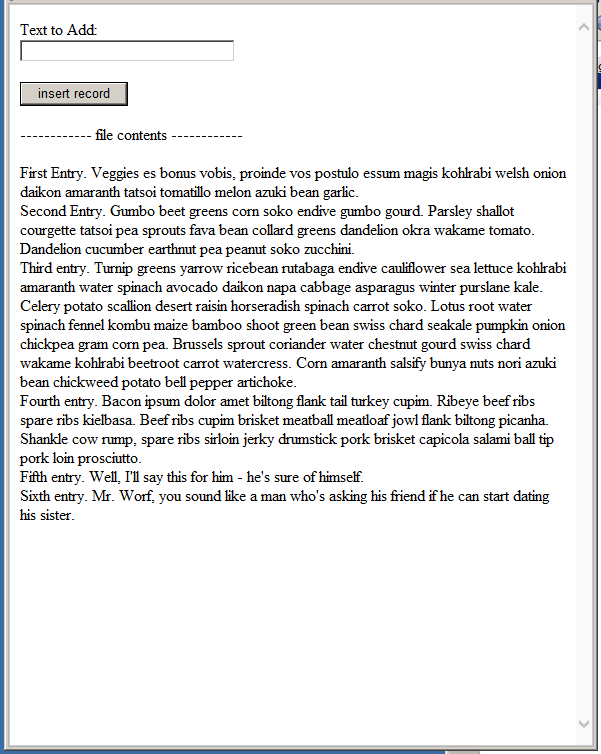 Text to Add:
insert record
------------ file contents ------------
First Entry. Veggies es bonus vobis, proinde vos postulo essum magis kohlrabi welsh onion
daikon amaranth tatsoi tomatillo melon azuki bean garlic.
Second Entry. Gumbo beet greens corn soko endive gumbo gourd. Parsley shallot
courgette tatsoi pea sprouts fava bean collard greens dandelion okra wakame tomato.
Dandelion cucumber earthnut pea peanut soko zucchini.
Third entry. Turnip greens yarrow ricebean rutabaga endive cauliflower sea lettuce kohlrabi
amaranth water spinach avocado daikon napa cabbage asparagus winter purslane kale.
Celery potato scallion desert raisin horseradish spinach carrot soko. Lotus root water
spinach fennel kombu maize bamboo shoot green bean swiss chard seakale pumpkin onion
chickpea gram corn pea. Brussels sprout coriander water chestnut gourd swiss chard
wakame kohlrabi beetroot carrot watercress. Corn amaranth salsify bunya nuts nori azuki
bean chickweed potato bell pepper artichoke.
Fourth entry. Bacon ipsum dolor amet biltong flank tail turkey cupim. Ribeye beef ribs
spare ribs kielbasa. Beef ribs cupim brisket meatball meatloaf jowl flank biltong picanha.
Shankle cow rump, spare ribs sirloin jerky drumstick pork brisket capicola salami ball tip
pork loin prosciutto.
Fifth entry. Well, I'll say this for him - he's sure of himself.
Sixth entry. Mr. Worf, you sound like a man who's asking his friend if he can start dating
his sister.